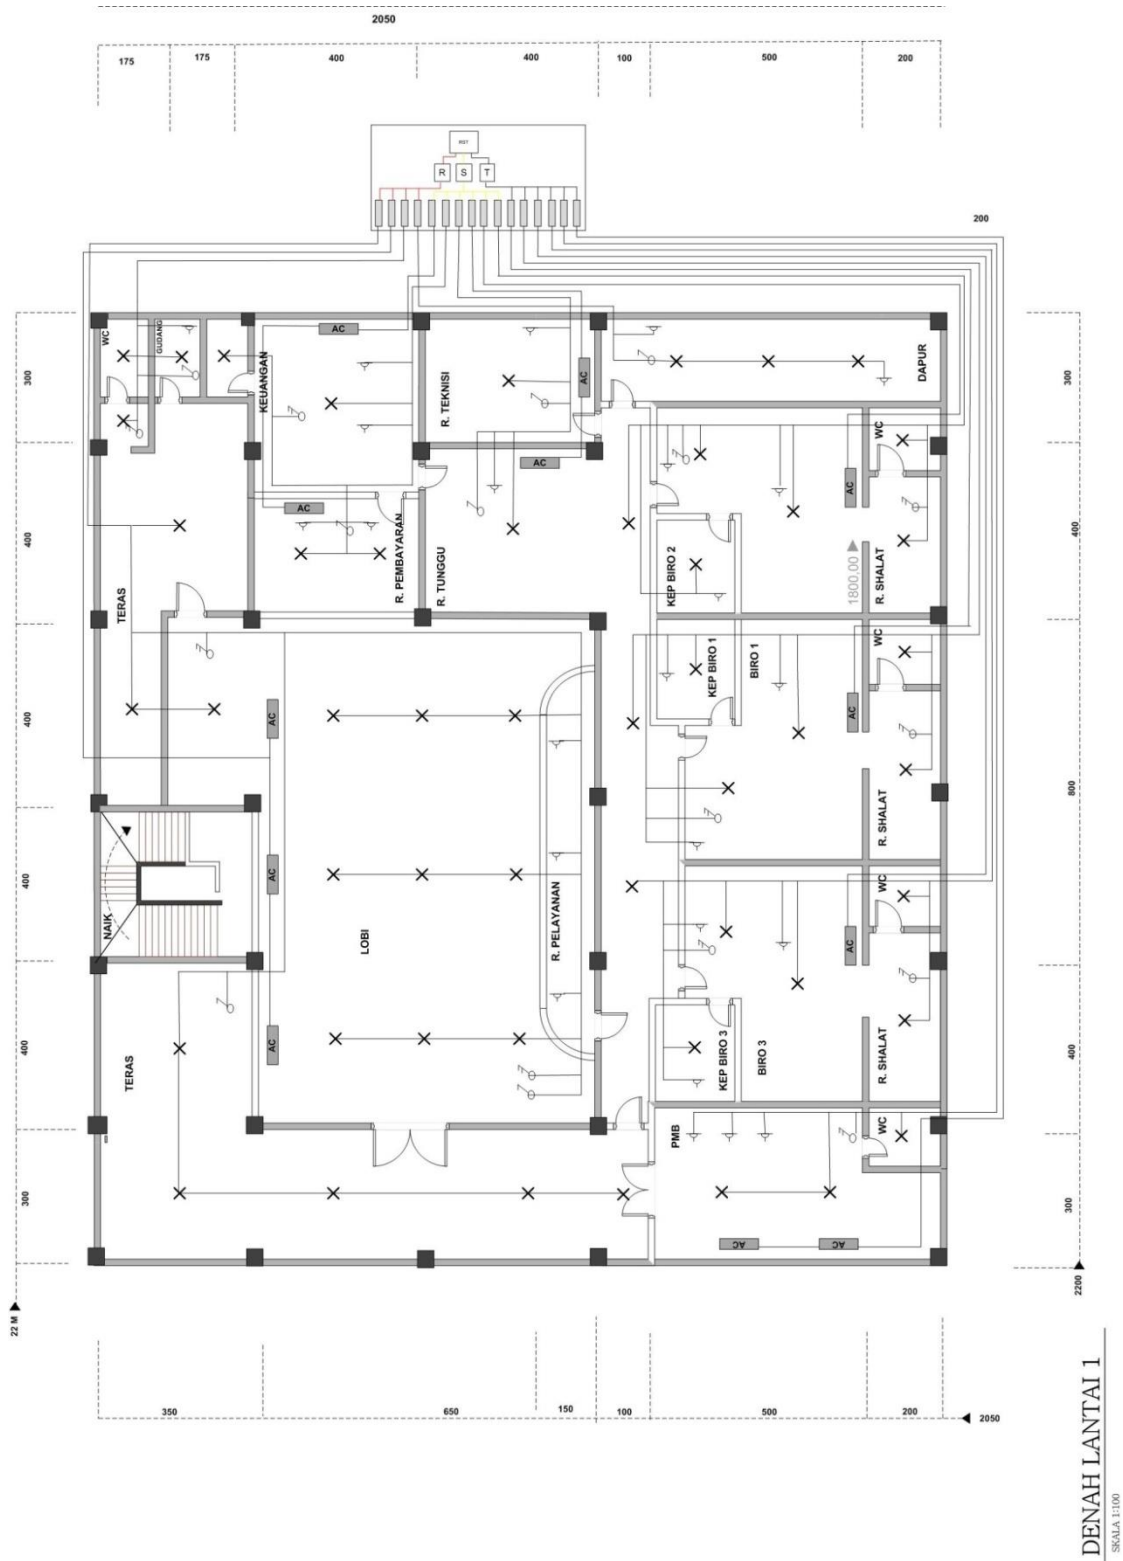 2050
175
175
400
400
100
500
200
RST
R
S
T
200
WC
GUDANG
KEUANGAN
AC
R. TEKNISI
AC
DAPUR
300
300
AC
AC
R. PEMBAYARAN
R. TUNGGU
TERAS
400
KEP BIRO 2
AC
WC
1800,00
R. SHALAT
400
KEP BIRO 1
BIRO 1
WC
AC
AC
400
R. SHALAT
800
NAIK
AC
LOBI
R. PELAYANAN
400
WC
AC
AC
TERAS
400
KEP BIRO 3
BIRO 3
R. SHALAT
400
PMB
WC
AC
AC
300
300
22 M
2200
350
650
150
100
500
200
2050
DENAH LANTAI 1
SKALA 1:100